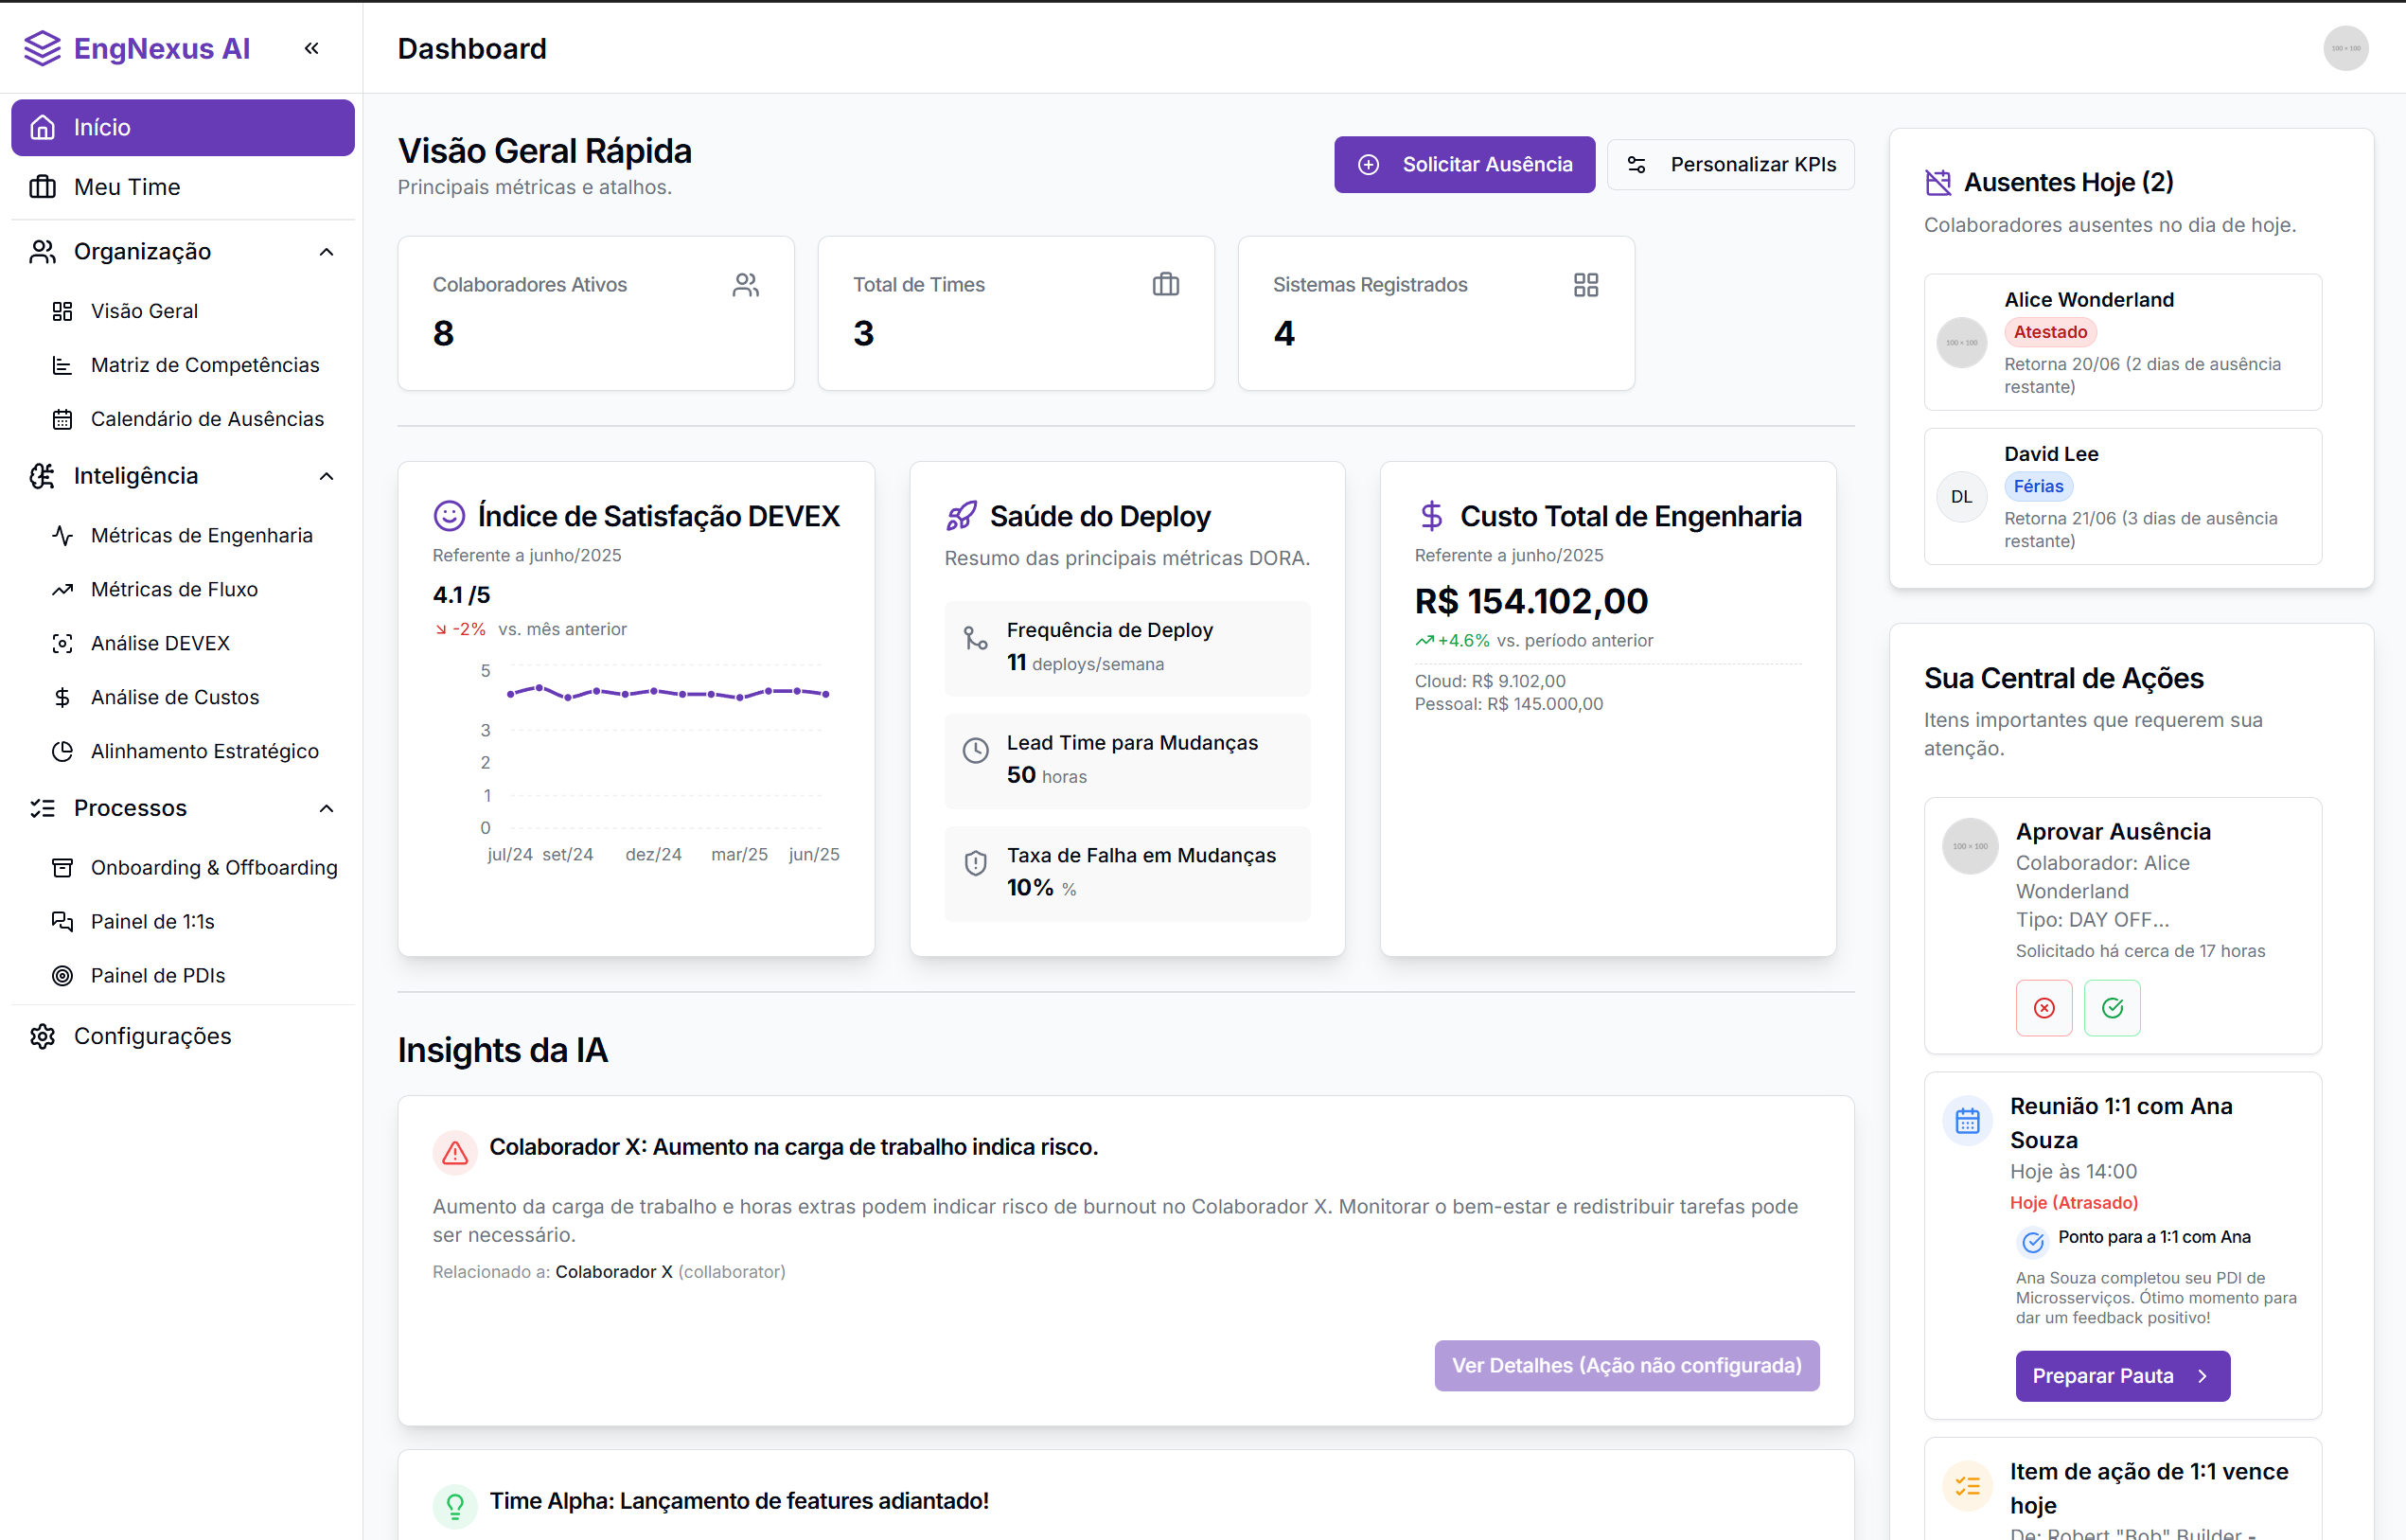 EngNexus AI
Início
Meu Time
Organização
Visão Geral
Matriz de Competências
Calendário de Ausências
Inteligência
Métricas de Engenharia
Métricas de Fluxo
Análise DEVEX
Análise de Custos
Alinhamento Estratégico
Processos
Onboarding & Offboarding
Painel de 1:1s
Painel de PDIs
Configurações
Dashboard
100 × 100
Visão Geral Rápida
Principais métricas e atalhos.
Solicitar Ausência
Personalizar KPIs
Colaboradores Ativos
8
Total de Times
3
Sistemas Registrados
4
Índice de Satisfação DEVEX
Referente a junho/2025
4.1 /5
-2% vs. mês anterior
5
3
2
1
0
jul/24 set/24 dez/24 mar/25 jun/25
Saúde do Deploy
Resumo das principais métricas DORA.
Frequência de Deploy
11 deploys/semana
Lead Time para Mudanças
50 horas
Taxa de Falha em Mudanças
10% %
Custo Total de Engenharia
Referente a junho/2025
R$ 154.102,00
+4.6% vs. período anterior
Cloud: R$ 9.102,00
Pessoal: R$ 145.000,00
Insights da IA
Colaborador X: Aumento na carga de trabalho indica risco.
Aumento da carga de trabalho e horas extras podem indicar risco de burnout no Colaborador X. Monitorar o bem-estar e redistribuir tarefas pode
ser necessário.
Relacionado a: Colaborador X (collaborator)
Ver Detalhes (Ação não configurada)
Time Alpha: Lançamento de features adiantado!
Ausentes Hoje (2)
Colaboradores ausentes no dia de hoje.
100 × 100
Alice Wonderland
Atestado
Retorna 20/06 (2 dias de ausência
restante)
DL
David Lee
Férias
Retorna 21/06 (3 dias de ausência
restante)
Sua Central de Ações
Itens importantes que requerem sua
atenção.
100 × 100
Aprovar Ausência
Colaborador: Alice
Wonderland
Tipo: DAY OFF...
Solicitado há cerca de 17 horas
Reunião 1:1 com Ana
Souza
Hoje às 14:00
Hoje (Atrasado)
Ponto para a 1:1 com Ana
Ana Souza completou seu PDI de
Microsserviços. Ótimo momento para
dar um feedback positivo!
Preparar Pauta
Item de ação de 1:1 vence
hoje
De: Robert "Bob" Builder -